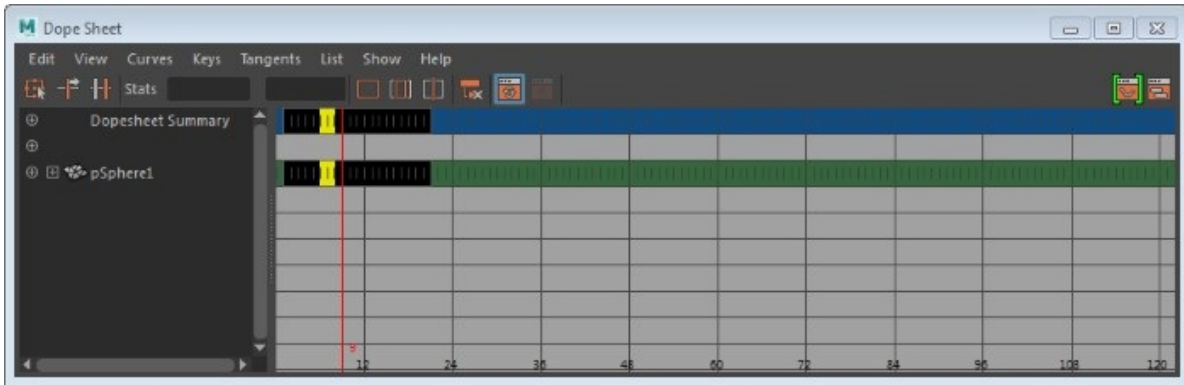 M Dope Sheet
Edit View Curves Keys Tangents List Show Help
Stats
Dopesheet Summary
pSphere1
9
12 24 36 48 60 72 84 96 108 120